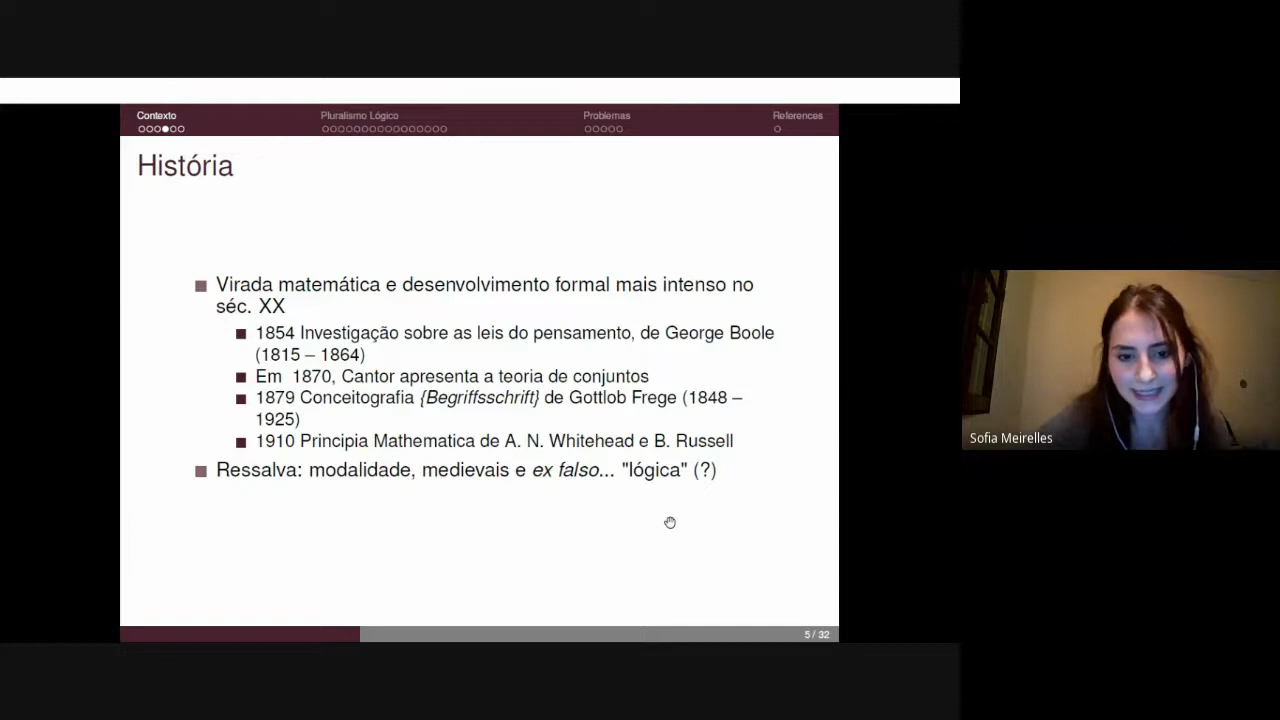 Contexto
Pluralismo Lógico
Problemas
References
História
Virada matemática e desenvolvimento formal mais intenso no
séc. XX
1854 Investigação sobre as leis do pensamento, de George Boole
(1815 – 1864)
Em 1870, Cantor apresenta a teoria de conjuntos
1879 Conceitografia {Begriffsschrift} de Gottlob Frege (1848 –
1925)
1910 Principia Mathematica de A. N. Whitehead e B. Russell
Ressalva: modalidade, medievais e ex falso... "lógica" (?)
5 / 32
Sofia Meirelles